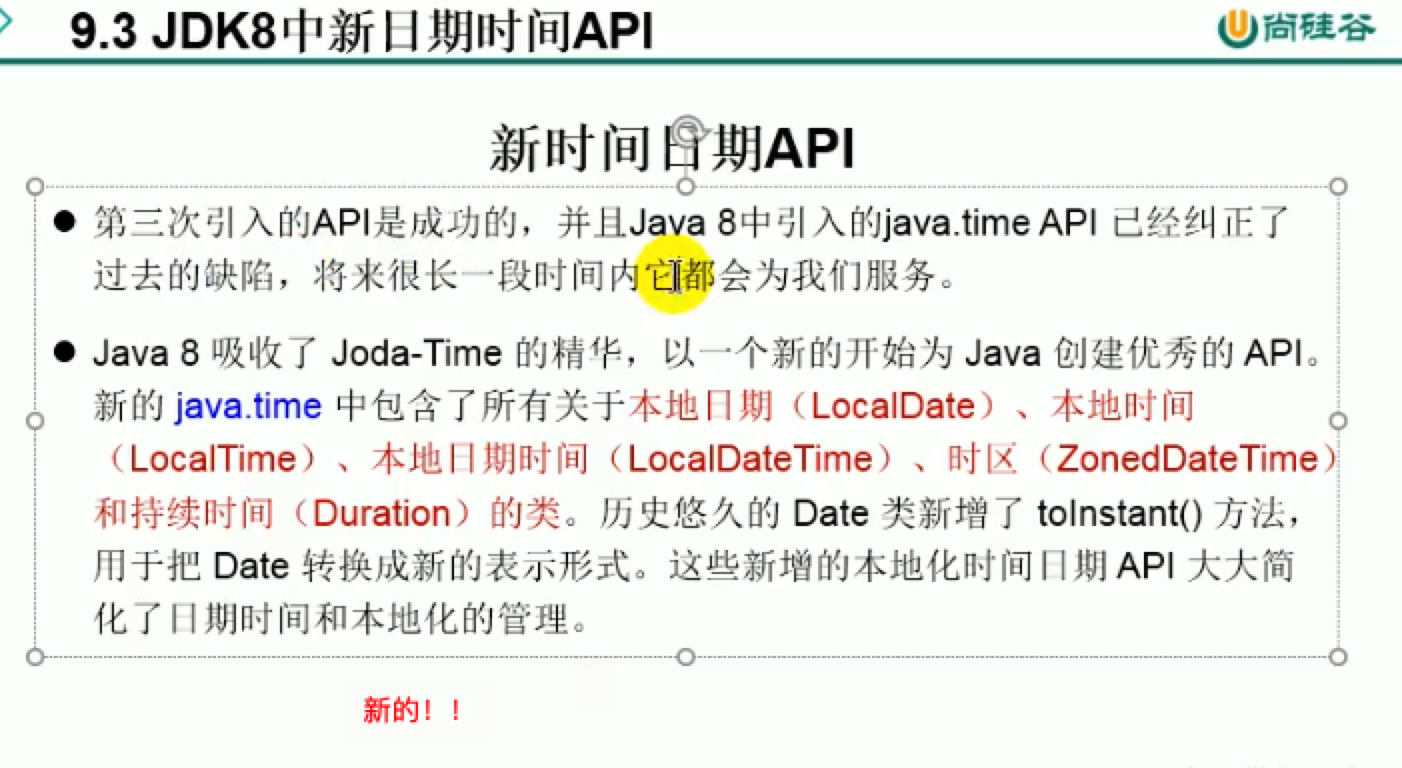 9.3 JDK8中新日期时间API
尚硅谷
新时间日期API
第三次引入的API是成功的，并且Java 8中引入的java.time API 已经纠正了
过去的缺陷，将来很长一段时间内它都会为我们服务。
Java 8 吸收了 Joda-Time 的精华，以一个新的开始为 Java 创建优秀的 API。
新的 java.time 中包含了所有关于本地日期（LocalDate）、本地时间
（LocalTime）、本地日期时间（LocalDateTime）、时区（ZonedDateTime）
和持续时间（Duration）的类。历史悠久的 Date 类新增了 toInstant() 方法，
用于把 Date 转换成新的表示形式。这些新增的本地化时间日期 API 大大简
化了日期时间和本地化的管理。
新的！！